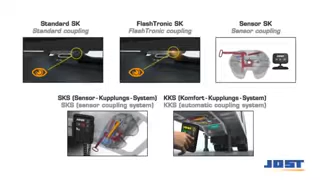 Standard SK
Standard coupling
FlashTronic SK
FlashTronic coupling
Sensor SK
Sensor coupling
SKS (Sensor-Kupplungs-System)
SKS (sensor coupling system)
KKS (Komfort-Kupplungs-System)
KKS (automatic coupling system)
JOST